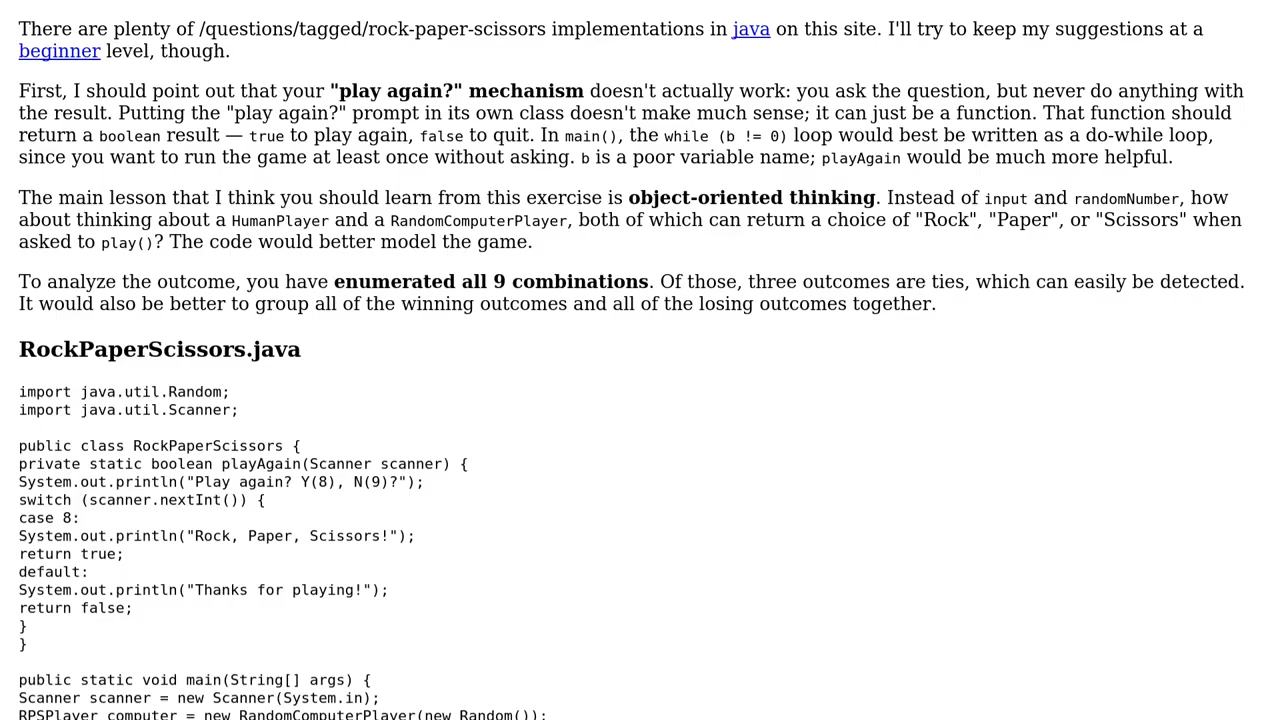 There are plenty of /questions/tagged/rock-paper-scissors implementations in java on this site. I'll try to keep my suggestions at a
beginner level, though.
First, I should point out that your "play again?" mechanism doesn't actually work: you ask the question, but never do anything with
the result. Putting the "play again?" prompt in its own class doesn't make much sense; it can just be a function. That function should
return a boolean result — true to play again, false to quit. In main(), the while (b != 0) loop would best be written as a do-while loop,
since you want to run the game at least once without asking. b is a poor variable name; playAgain would be much more helpful.
The main lesson that I think you should learn from this exercise is object-oriented thinking. Instead of input and randomNumber, how
about thinking about a HumanPlayer and a RandomComputerPlayer, both of which can return a choice of "Rock", "Paper", or "Scissors" when
asked to play()? The code would better model the game.
To analyze the outcome, you have enumerated all 9 combinations. Of those, three outcomes are ties, which can easily be detected.
It would also be better to group all of the winning outcomes and all of the losing outcomes together.
RockPaperScissors.java
import java.util.Random;
import java.util.Scanner;
public class RockPaperScissors {
private static boolean playAgain(Scanner scanner) {
System.out.println("Play again? Y(8), N(9)?");
switch (scanner.nextInt()) {
case 8:
System.out.println("Rock, Paper, Scissors!");
return true;
default:
System.out.println("Thanks for playing!");
return false;
}
}
public static void main(String[] args) {
Scanner scanner = new Scanner(System.in);
RPSPlayer computer = new RandomComputerPlayer(new Random());